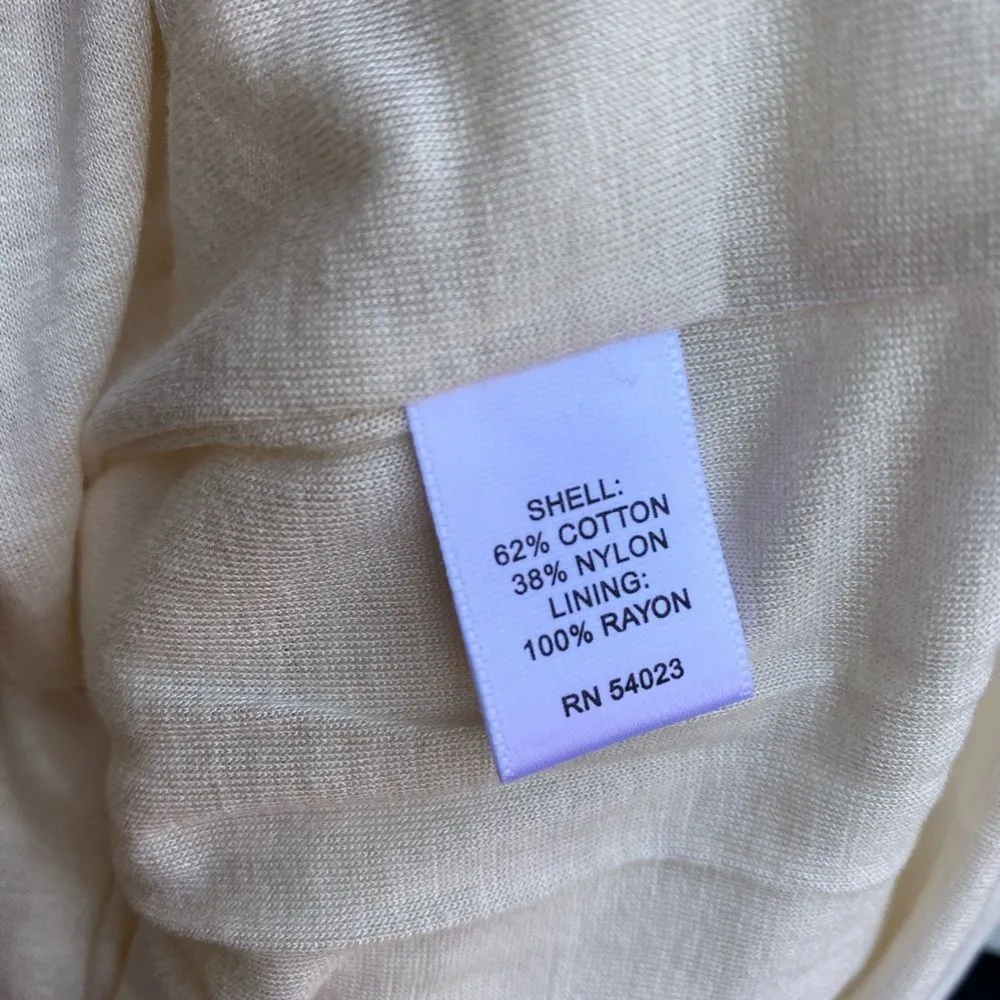 SHELL:
62% COTTON
38% NYLON
LINING:
100% RAYON
RN 54023